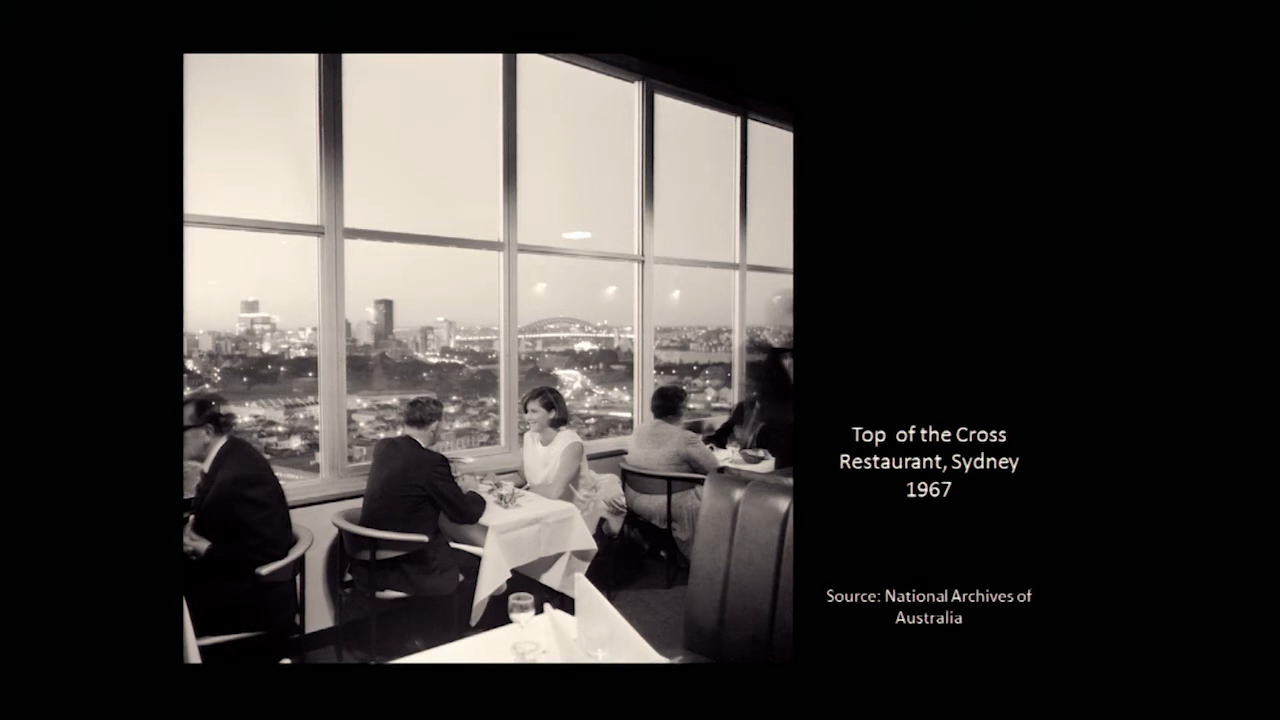 Top of the Cross
Restaurant, Sydney
1967
Source: National Archives of
Australia